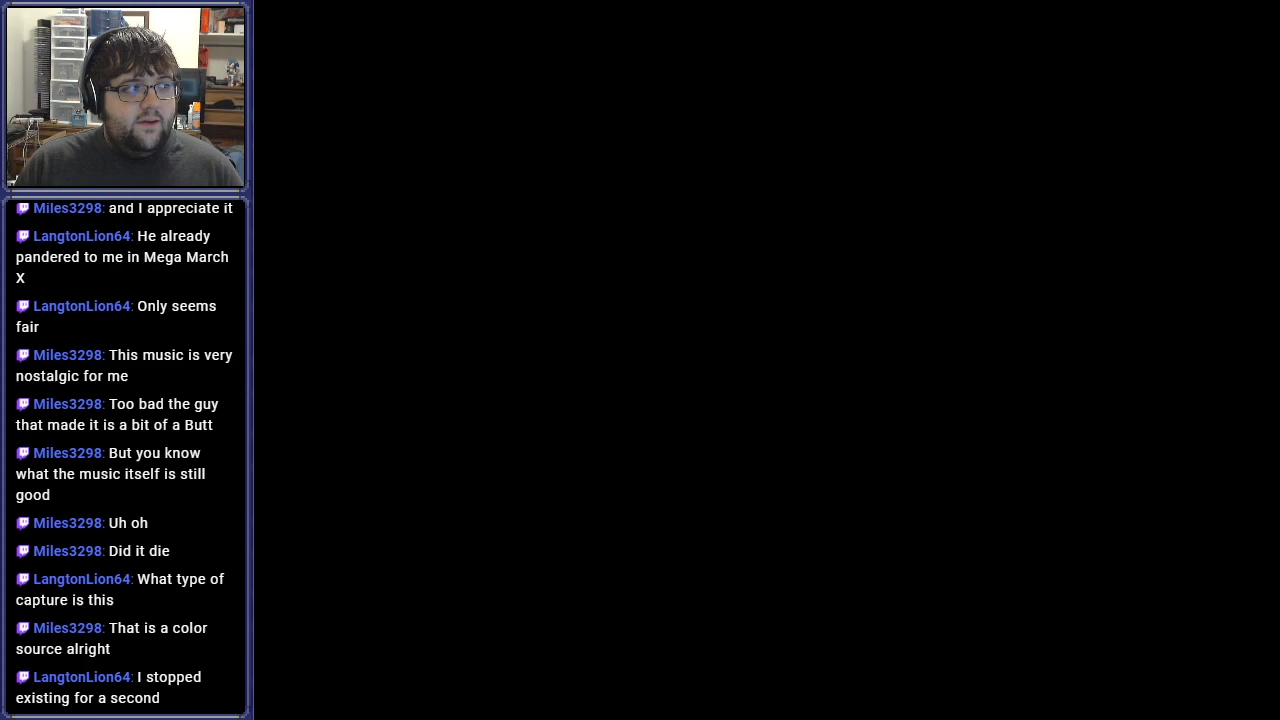 Miles3298: and I appreciate it
LangtonLion64: He already
pandered to me in Mega March
X
LangtonLion64: Only seems
fair
Miles3298: This music is very
nostalgic for me
Miles3298: Too bad the guy
that made it is a bit of a Butt
Miles3298: But you know
what the music itself is still
good
Miles3298: Uh oh
Miles3298: Did it die
LangtonLion64: What type of
capture is this
Miles3298: That is a color
source alright
LangtonLion64: I stopped
existing for a second